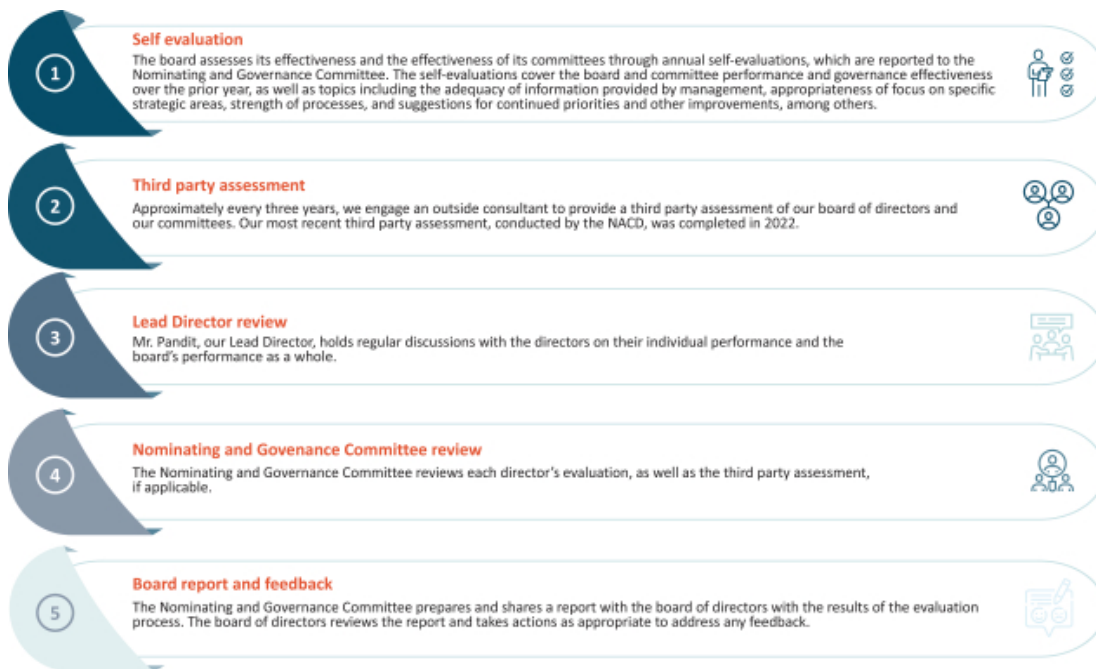 1
Self evaluation
The board assesses its effectiveness and the effectiveness of its committees through annual self-evaluations, which are reported to the
Nominating and Governance Committee. The self-evaluations cover the board and committee performance and governance effectiveness
over the prior year, as well as topics including the adequacy of information provided by management, appropriateness of focus on specific
strategic areas, strength of processes, and suggestions for continued priorities and other improvements, among others.
2
Third party assessment
Approximately every three years, we engage an outside consultant to provide a third party assessment of our board of directors and
our committees. Our most recent third party assessment, conducted by the NACD, was completed in 2022.
3
Lead Director review
Mr. Pandit, our Lead Director, holds regular discussions with the directors on their individual performance and the
board's performance as a whole.
4
Nominating and Govenance Committee review
The Nominating and Governance Committee reviews each director's evaluation, as well as the third party assessment,
if applicable.
5
Board report and feedback
The Nominating and Governance Committee prepares and shares a report with the board of directors with the results of the evaluation
process. The board of directors reviews the report and takes actions as appropriate to address any feedback.